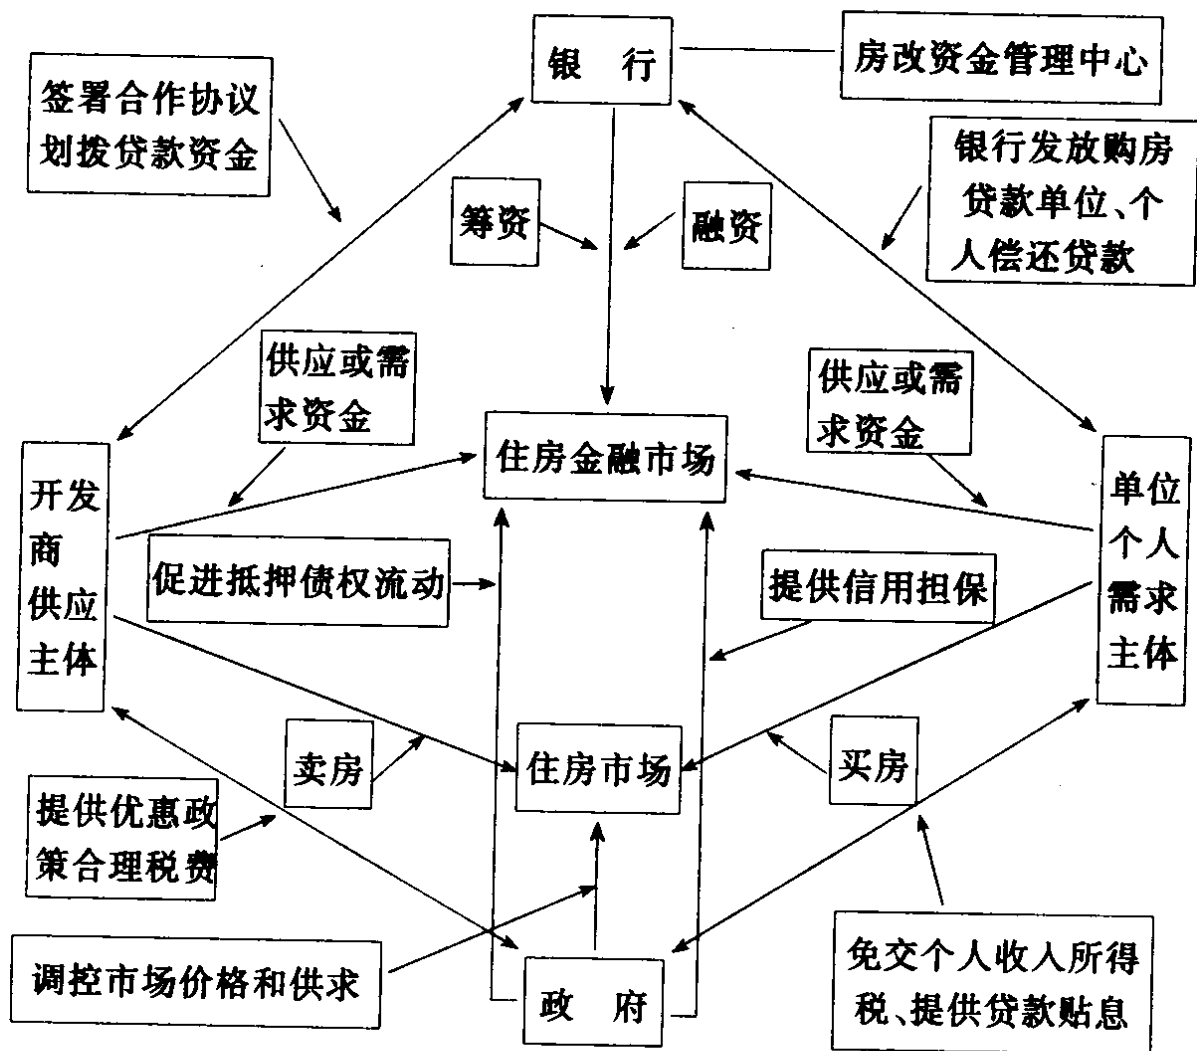 银 行
房改资金管理中心
签署合作协议
划拨贷款资金
银行发放购房
贷款单位、个
人偿还贷款
筹资
融资
供应或需
求资金
供应或需
求资金
住房金融市场
开发
商
供应
主体
单位
个人
需求
主体
促进抵押债权流动
提供信用担保
卖房
住房市场
买房
提供优惠政
策合理税费
调控市场价格和供求
政 府
免交个人收入所得
税、提供贷款贴息